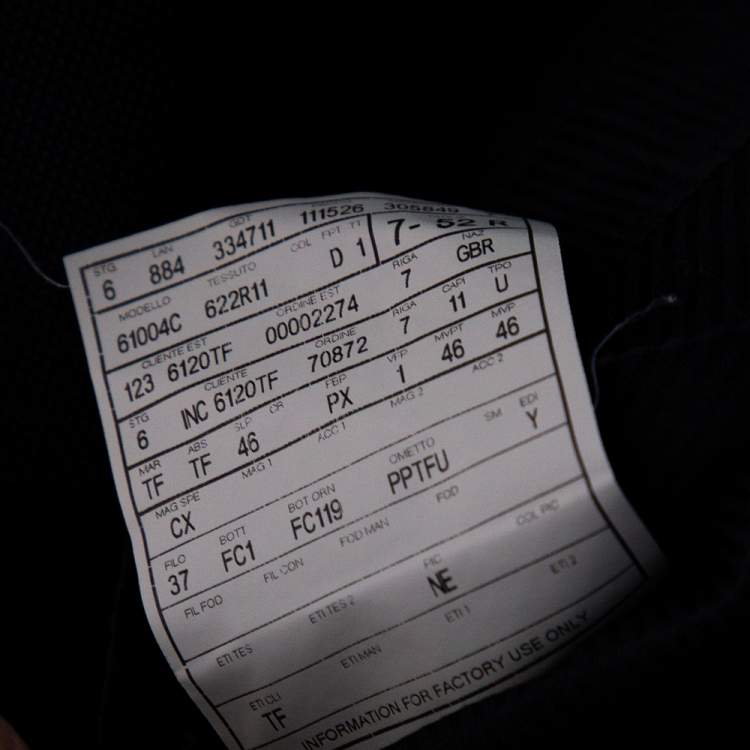 STG LAN GDT
6 884 334711 111526 305849
MODELLO TESSUTO COL FPT TT
61004C 622R11 D 1 7- 52 R
CLIENTE EST ORDINE EST RIGA NAZ
123 6120TF 00002274 7 GBR
STG CLIENTE ORDINE RIGA CAPI TPO
6 INC 6120TF 70872 7 11 U
MAR ABS SLP CR FBP VFP MVPT MVP
TF TF 46 PX 1 46 46
MAG SPE MAG 1 ACC 1 MAG 2 ACC 2
CX
FILO BOTT BOT ORN OMETTO SM EDI
37 FC1 FC119 PPTFU Y
FIL FOD FIL CON FOD MAN FOD
ETI TES ETI TES 2 PIC COL PIC
NE
ETI CLI ETI MAN ETI 1 ETI 2
TF
INFORMATION FOR FACTORY USE ONLY